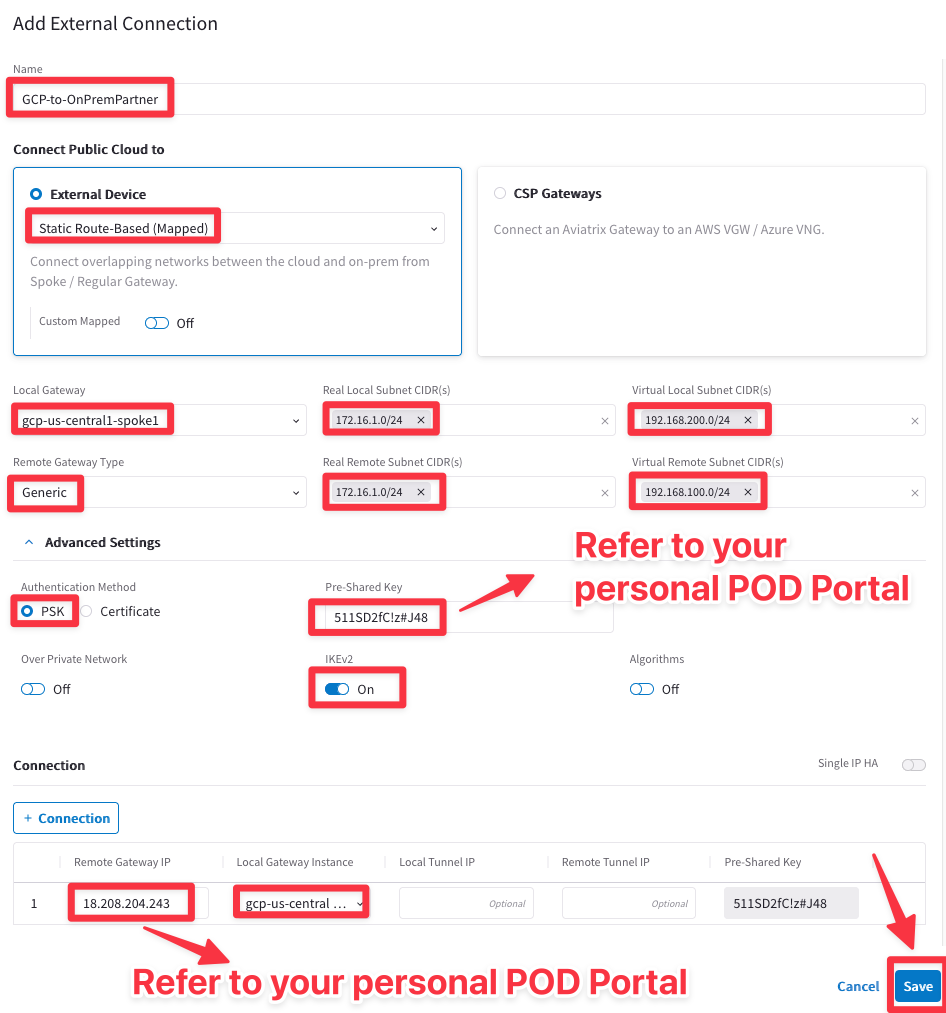 Add External Connection
Name
GCP-to-OnPremPartner
Connect Public Cloud to
External Device
Static Route-Based (Mapped)
Connect overlapping networks between the cloud and on-prem from
Spoke / Regular Gateway.
Custom Mapped
Off
CSP Gateways
Connect an Aviatrix Gateway to an AWS VGW / Azure VNG.
Local Gateway
gcp-us-central1-spoke1
Real Local Subnet CIDR(s)
172.16.1.0/24 ×
Virtual Local Subnet CIDR(s)
192.168.200.0/24 ×
Remote Gateway Type
Generic
Real Remote Subnet CIDR(s)
172.16.1.0/24 ×
Virtual Remote Subnet CIDR(s)
192.168.100.0/24 ×
Advanced Settings
Refer to your
personal POD Portal
Authentication Method
PSK
Certificate
Pre-Shared Key
511SD2fC!z#J48
Over Private Network
Off
IKEv2
On
Algorithms
Off
Connection
Single IP HA
+ Connection
Remote Gateway IP
Local Gateway Instance
Local Tunnel IP
Remote Tunnel IP
Pre-Shared Key
1
18.208.204.243
gcp-us-central ...
Optional
Optional
511SD2fC!z#J48
Refer to your personal POD Portal
Cancel
Save